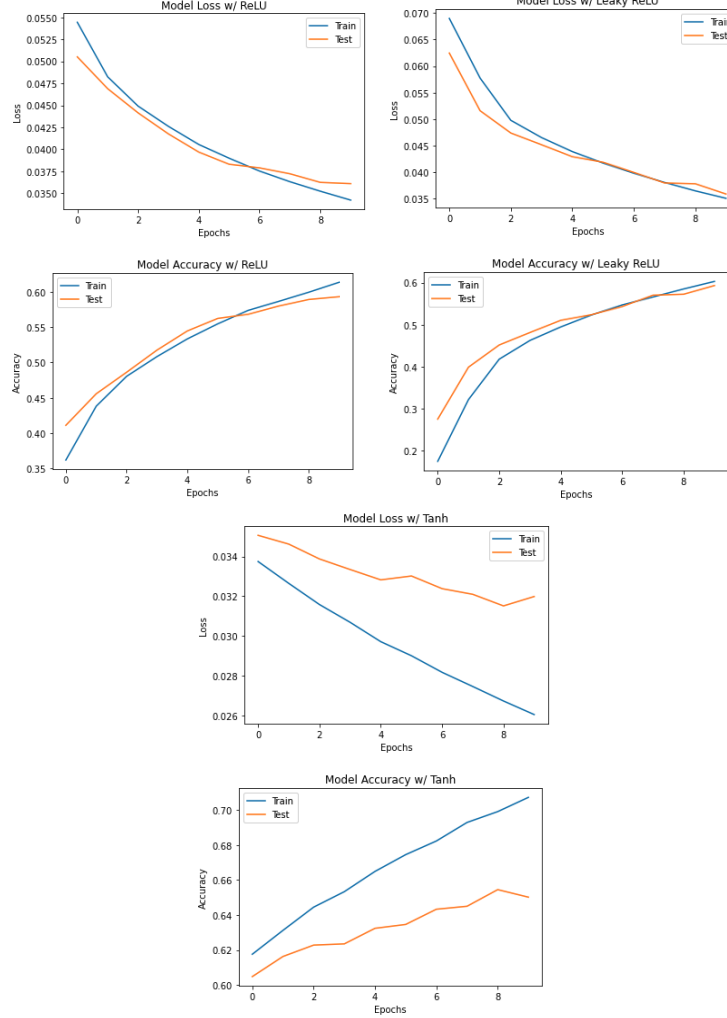 Model Loss w/ ReLU
0.0550
0.0525
0.0500
0.0475
0.0450
0.0425
0.0400
0.0375
0.0350
Loss
Train
Test
0 2 4 6 8
Epochs
Model Loss w/ Leaky ReLU
0.070
0.065
0.060
0.055
0.050
0.045
0.040
0.035
Loss
Train
Test
0 2 4 6 8
Epochs
Model Accuracy w/ ReLU
0.60
0.55
0.50
0.45
0.40
0.35
Accuracy
Train
Test
0 2 4 6 8
Epochs
Model Accuracy w/ Leaky ReLU
0.6
0.5
0.4
0.3
0.2
Accuracy
Train
Test
0 2 4 6 8
Epochs
Model Loss w/ Tanh
0.034
0.032
0.030
0.028
0.026
Loss
Train
Test
0 2 4 6 8
Epochs
Model Accuracy w/ Tanh
0.70
0.68
0.66
0.64
0.62
0.60
Accuracy
Train
Test
0 2 4 6 8
Epochs